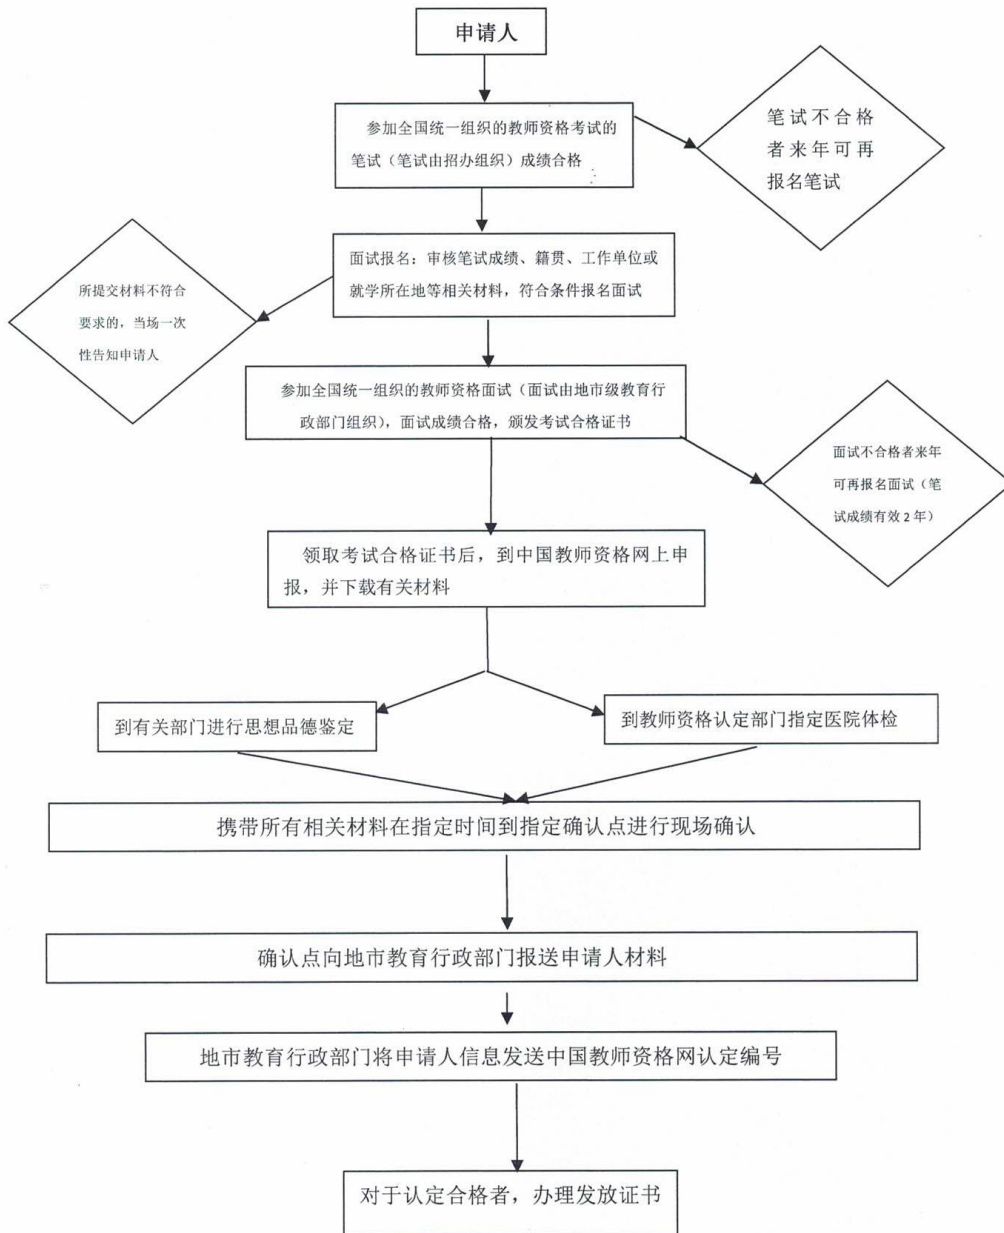 申请人
参加全国统一组织的教师资格考试的
笔试（笔试由招办组织）成绩合格
笔试不合格
者来年可再
报名笔试
面试报名：审核笔试成绩、籍贯、工作单位或
就学所在地等相关材料，符合条件报名面试
所提交材料不符合
要求的，当场一次
性告知申请人
参加全国统一组织的教师资格面试（面试由地市级教育行
政部门组织），面试成绩合格，颁发考试合格证书
面试不合格者来年
可再报名面试（笔
试成绩有效2年）
领取考试合格证书后，到中国教师资格网上申
报，并下载有关材料
到有关部门进行思想品德鉴定
到教师资格认定部门指定医院体检
携带所有相关材料在指定时间到指定确认点进行现场确认
确认点向地市教育行政部门报送申请人材料
地市教育行政部门将申请人信息发送中国教师资格网认定编号
对于认定合格者，办理发放证书